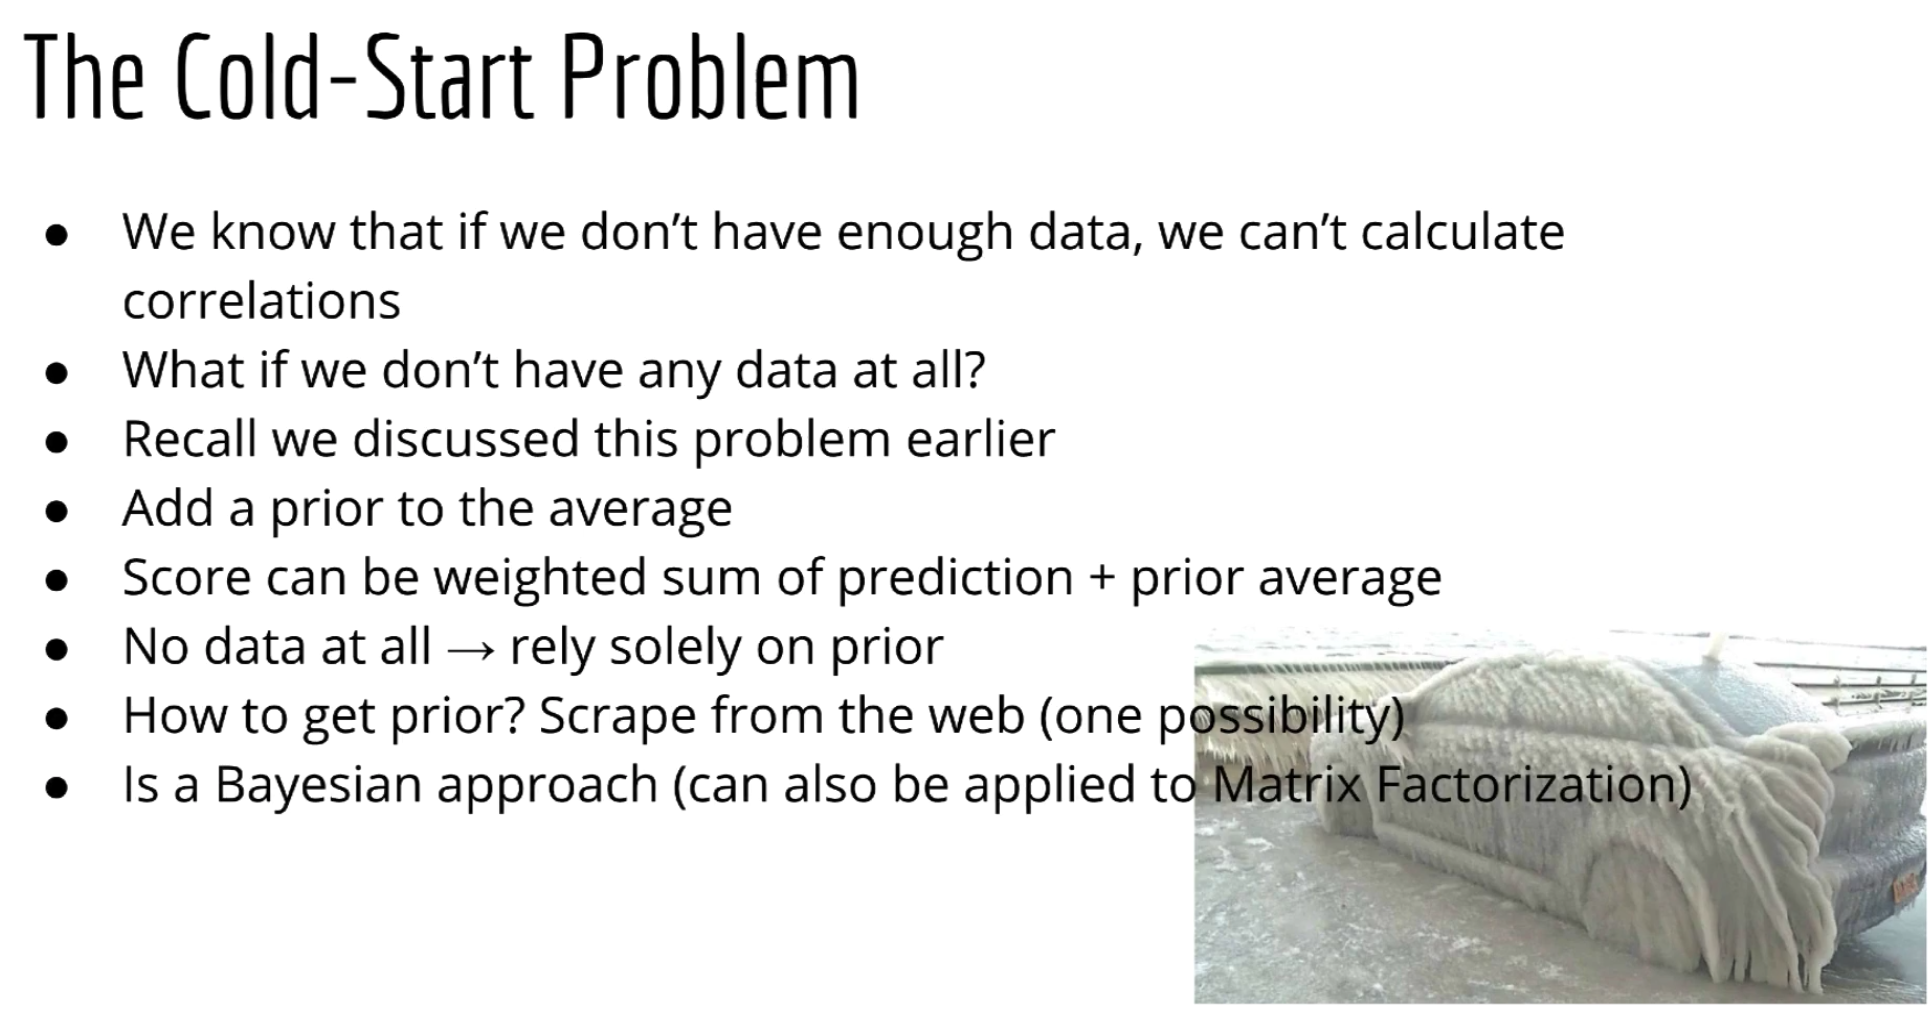 The Cold-Start Problem
● We know that if we don’t have enough data, we can’t calculate
correlations
● What if we don’t have any data at all?
● Recall we discussed this problem earlier
● Add a prior to the average
● Score can be weighted sum of prediction + prior average
● No data at all → rely solely on prior
● How to get prior? Scrape from the web (one possibility)
● Is a Bayesian approach (can also be applied to Matrix Factorization)